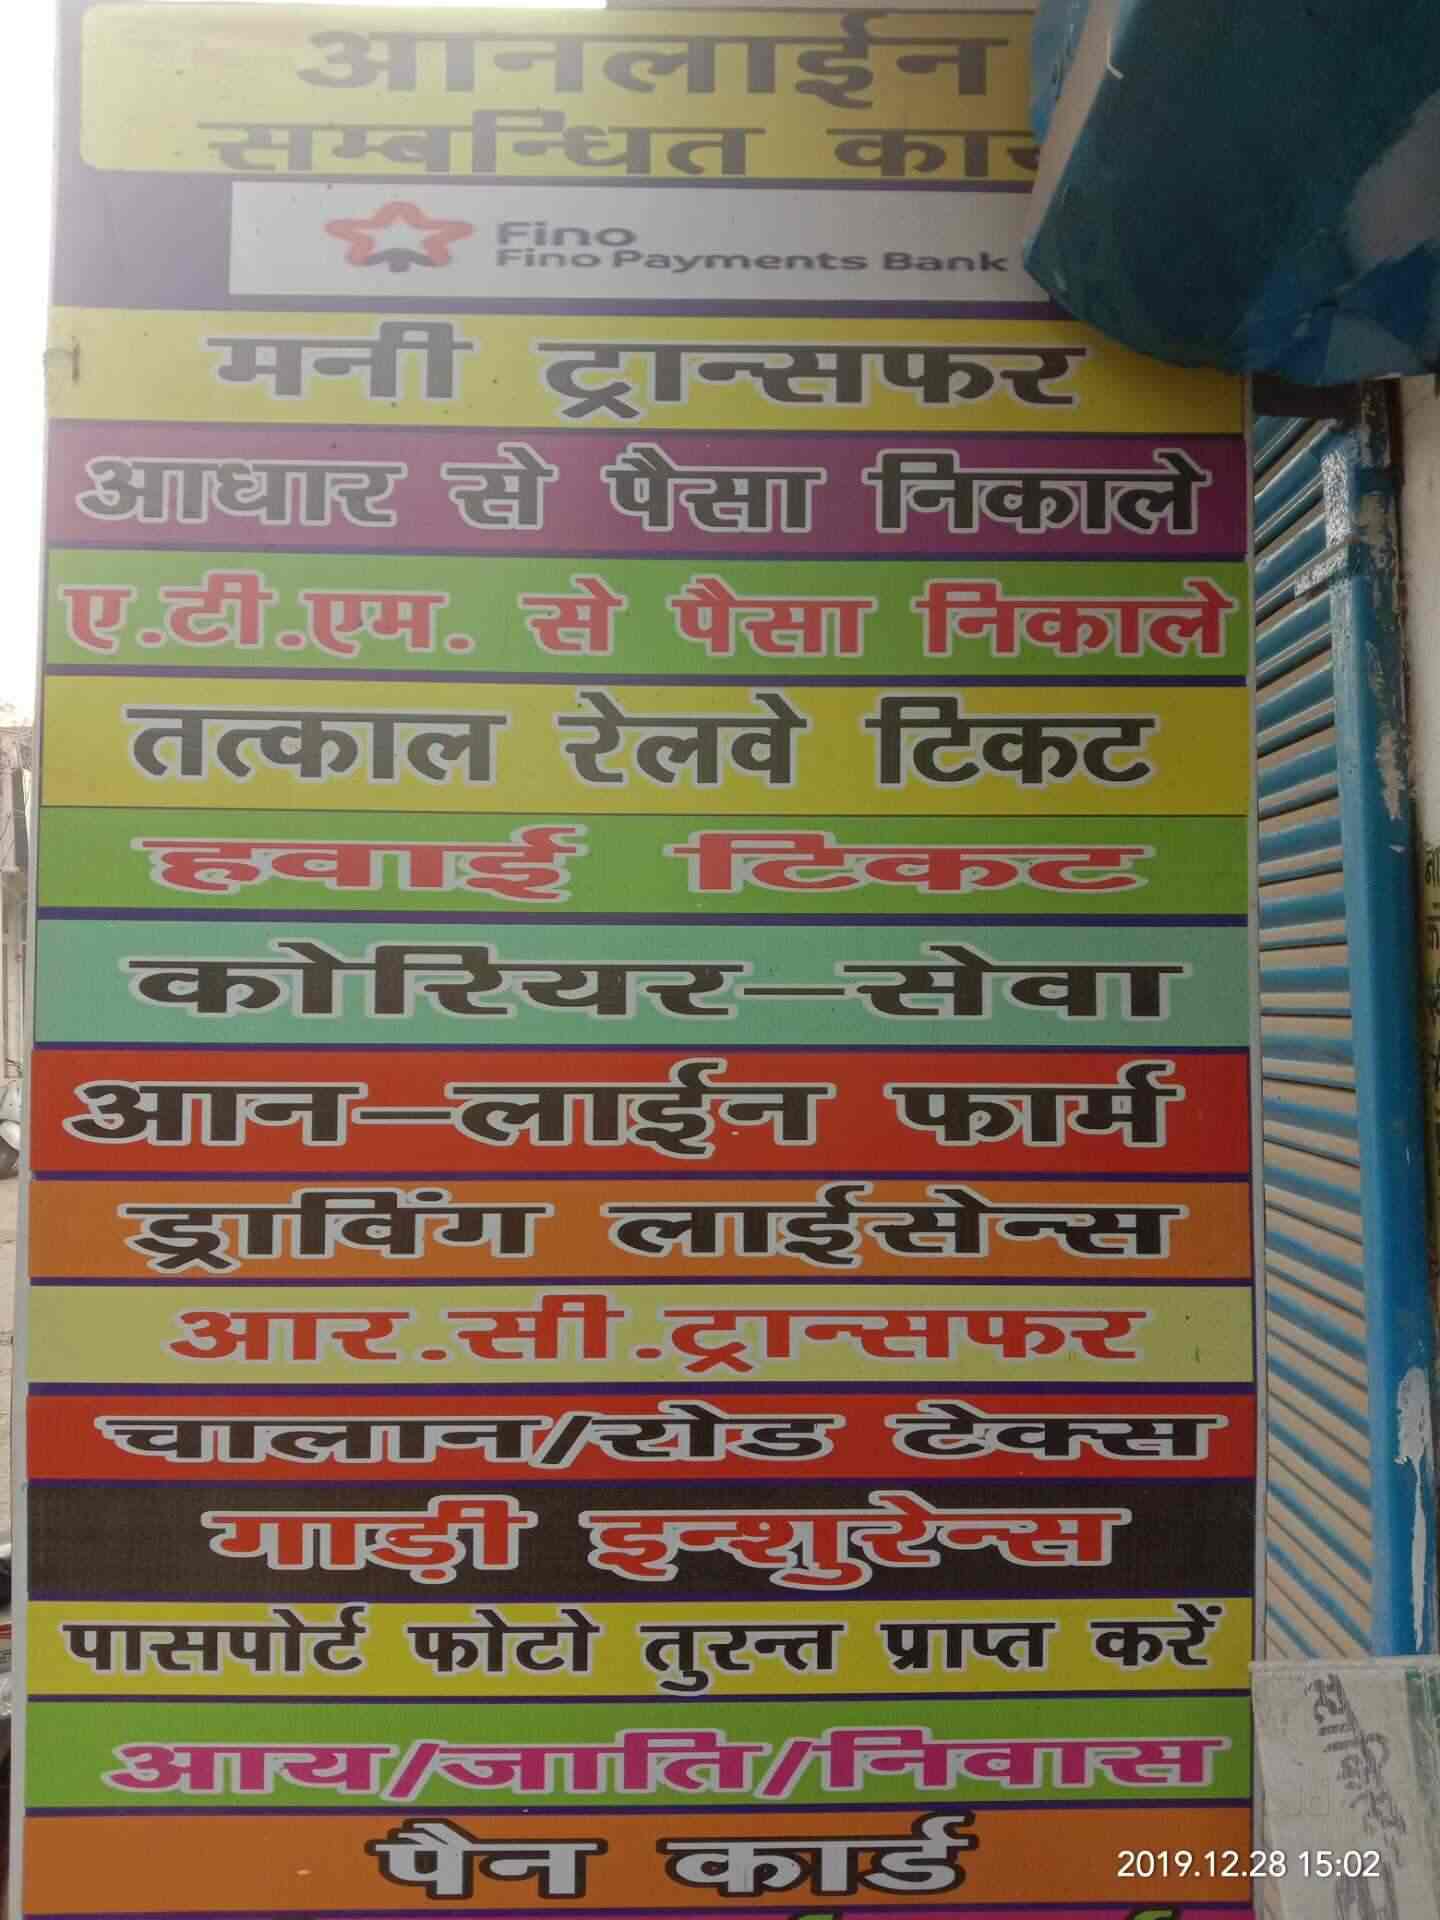 आनलाईन
सम्बन्धित
Fino
Fino Payments Bank
मनी ट्रान्सफर
आधार से पैसा निकाले
ए.टी.एम. से पैसा निकाले
तत्काल रेलवे टिकट
हवाई टिकट
कोरियर–सेवा
आन–लाईन फार्म
ड्राविंग लाईसेन्स
आर.सी.ट्रान्सफर
चालान/रोड टेक्स
गाड़ी इन्शुरेन्स
पासपोर्ट फोटो तुरन्त प्राप्त करें
आय/जाति/निवास
पैन कार्ड
2019.12.28 15:02